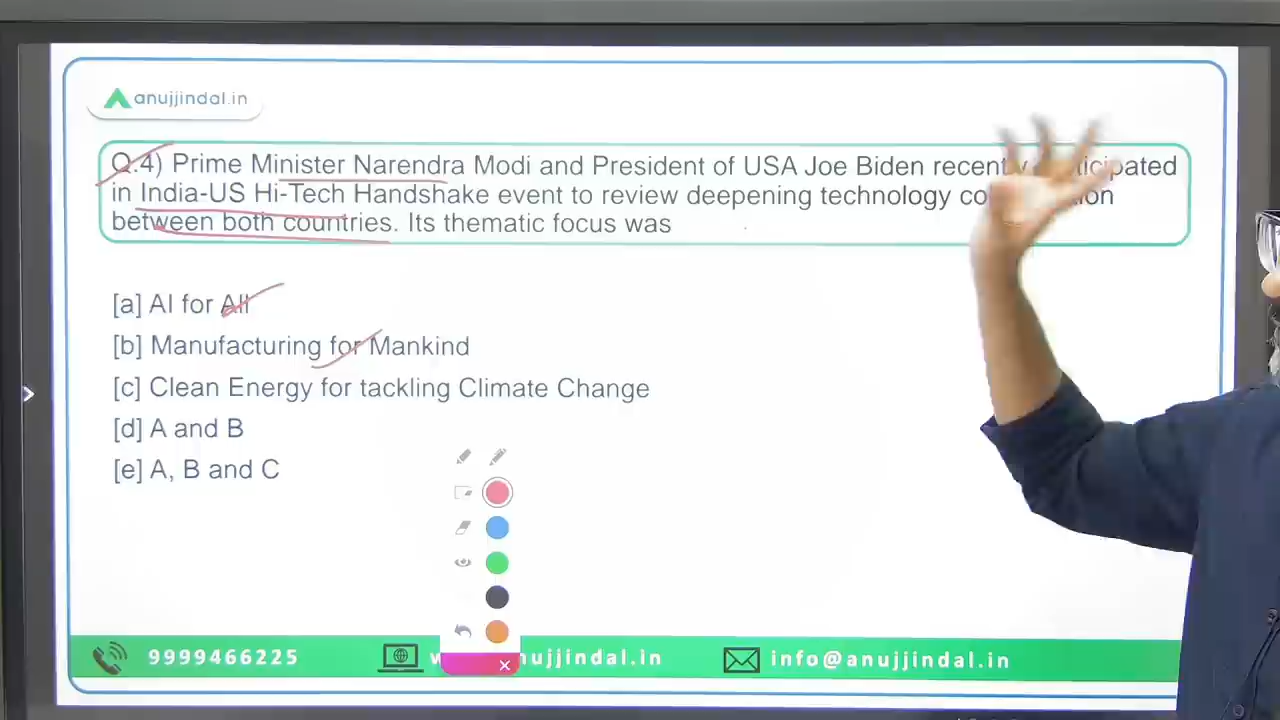 anujjindal.in
Q.4) Prime Minister Narendra Modi and President of USA Joe Biden recently
in India-US Hi-Tech Handshake event to review deepening technology
between both countries. Its thematic focus was
[a] AI for All
[b] Manufacturing for Mankind
[c] Clean Energy for tackling Climate Change
[d] A and B
[e] A, B and C
9999466225
info@anujjindal.in